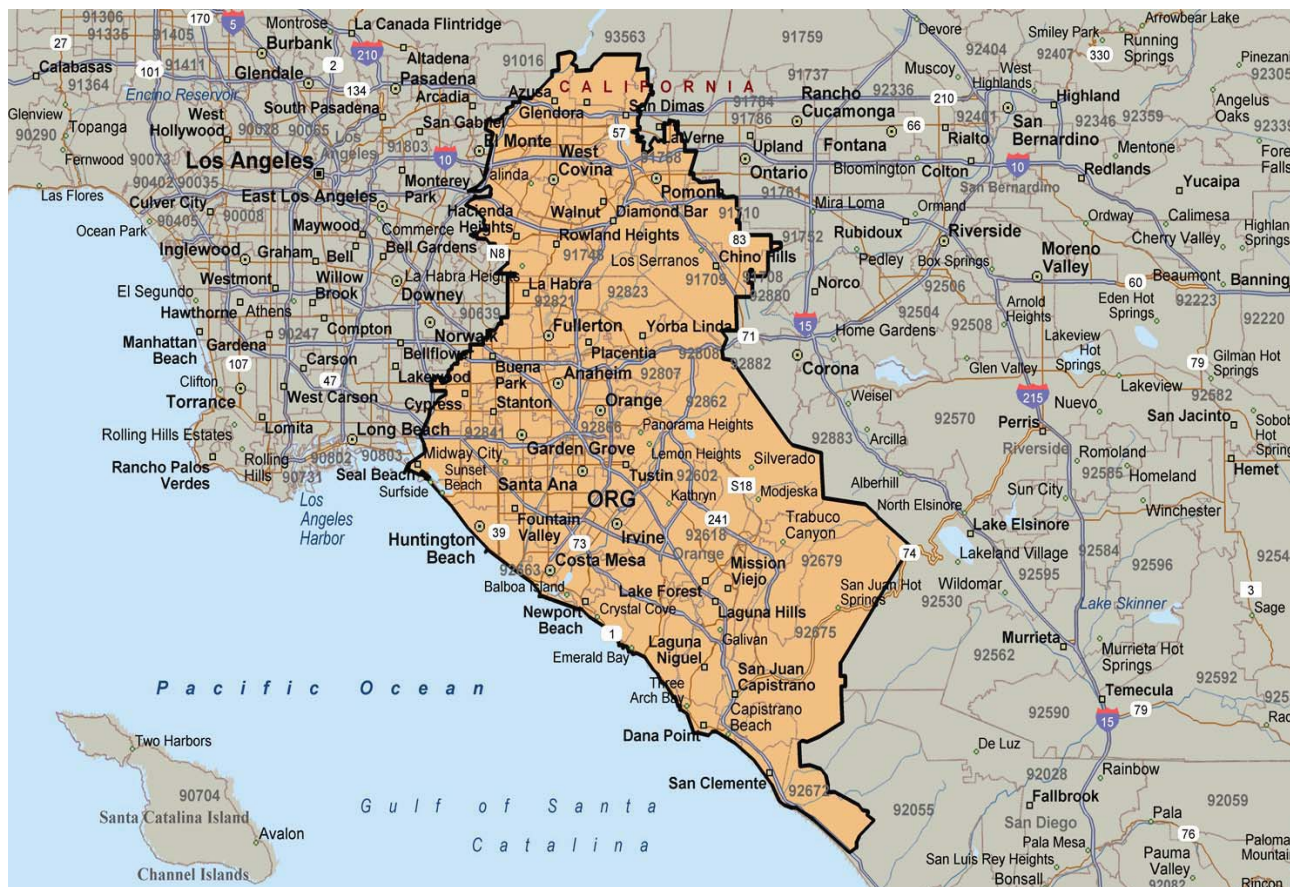 91306
91335
170
91405
5
Montrose
La Canada Flintridge
93563
91759
Devore
92404
Smiley Park
Arrowbear Lake
Running
Springs
27
Burbank
210
Altadena
91016
CALIFORNIA
91737
Muscoy
West
Highlands
92407
330
Pinezan
92305
Calabasas
91364
101
91411
Glendale
2
134
Pasadena
Arcadia
Azusa
Glendora
San Dimas
91784
91786
Rancho
Cucamonga
92336
210
Highland
Angelus
Oaks
Encino Reservoir
South Pasadena
San Gabriel
57
La Verne
66
Rialto
92401
San
Bernardino
92346
92359
92339
Glenview
90290
Topanga
West
Hollywood
90028
90065
Los
Angeles
91803
10
El Monte
West
Covina
91768
Upland
Ontario
Fontana
Bloomington
Colton
10
San Bernardino
Mentone
Redlands
Fore
Falls
Fernwood
90073
Los Angeles
Monterey
Park
alinda
Pomona
91761
Yucaipa
Las Flores
90402
90035
East Los Angeles
Culver City
90405
90008
Maywood
Commerce
Hacienda
Heights
Walnut
Diamond Bar
91710
Mira Loma
Ormand
Ordway
Calimesa
Highland
Springs
Ocean Park
Inglewood
Graham
Bell
Bell Gardens
N8
Rowland Heights
91748
Los Serranos
83
91752
Rubidoux
Riverside
Moreno
Valley
Cherry Valley
Westmont
Willow
Brook
La Habra Heights
Downey
La Habra
92821
92823
91709
Chino Hills
91708
92880
Pedley
Norco
Box Springs
92506
60
Beaumont
Banning
El Segundo
Hawthorne
Athens
90639
92504
Arnold
Heights
Eden Hot
Springs
92223
92220
Manhattan
Beach
Gardena
90247
Compton
Norwalk
Fullerton
Yorba Linda
71
15
Home Gardens
92508
Lakeview
Hot
Springs
79
Gilman Hot
Springs
107
Carson
Bellflow
Placentia
92808
92882
Corona
Glen Valley
Clifton
Torrance
47
West Carson
Lakewood
Buena
Park
Anaheim
92807
215
Lakeview
92582
Cypress
Stanton
Orange
92862
Weisel
92570
Nuevo
San Jacinto
Sobob
Hot
Spring
Rolling Hills Estates
Lomita
Long Beach
92841
92866
Panorama Heights
92883
Arcilla
Perris
Riverside
Romoland
92585
Homeland
Hemet
Rancho Palos
Verdes
Rolling
Hills
90731
90802
90803
Seal Beach
Midway City
Sunset
Beach
Garden Grove
Lemon Heights
92602
Silverado
Surfside
Santa Ana
Tustin
S18
Modjeska
Alberhill
Sun City
Los
Angeles
Harbor
ORG
Kathryn
North Elsinore
Winchester
Huntington
Beach
39
Fountain
Valley
Irvine
241
92618
Orange
Trabuco
Canyon
Lake Elsinore
73
Costa Mesa
92663
Mission
Viejo
92679
74
Lakeland Village
92584
92596
92544
Balboa Island
Lake Forest
San Juan Hot
Springs
Wildomar
92595
92530
Lake Skinner
3
Sage
Newport
Beach
Crystal Cove
Laguna Hills
1
Laguna
Niguel
Galivan
92675
Murrieta
92562
Murrieta Hot
Springs
Emerald Bay
San Juan
Capistrano
92592
Pacific Ocean
Three
Arch Bay
Temecula
92590
15
79
Capistrano
Beach
Dana Point
Two Harbors
De Luz
San Clemente
92672
92028
Rainbow
90704
Santa Catalina Island
Gulf of Santa
Catalina
92055
Fallbrook
San Diego
92059
Pala
76
Avalon
Pala Mesa
Pauma
Valley
Paloma
Mountain
San Luis Rey Heights
Bonsall
92082
Rincon
Channel Islands